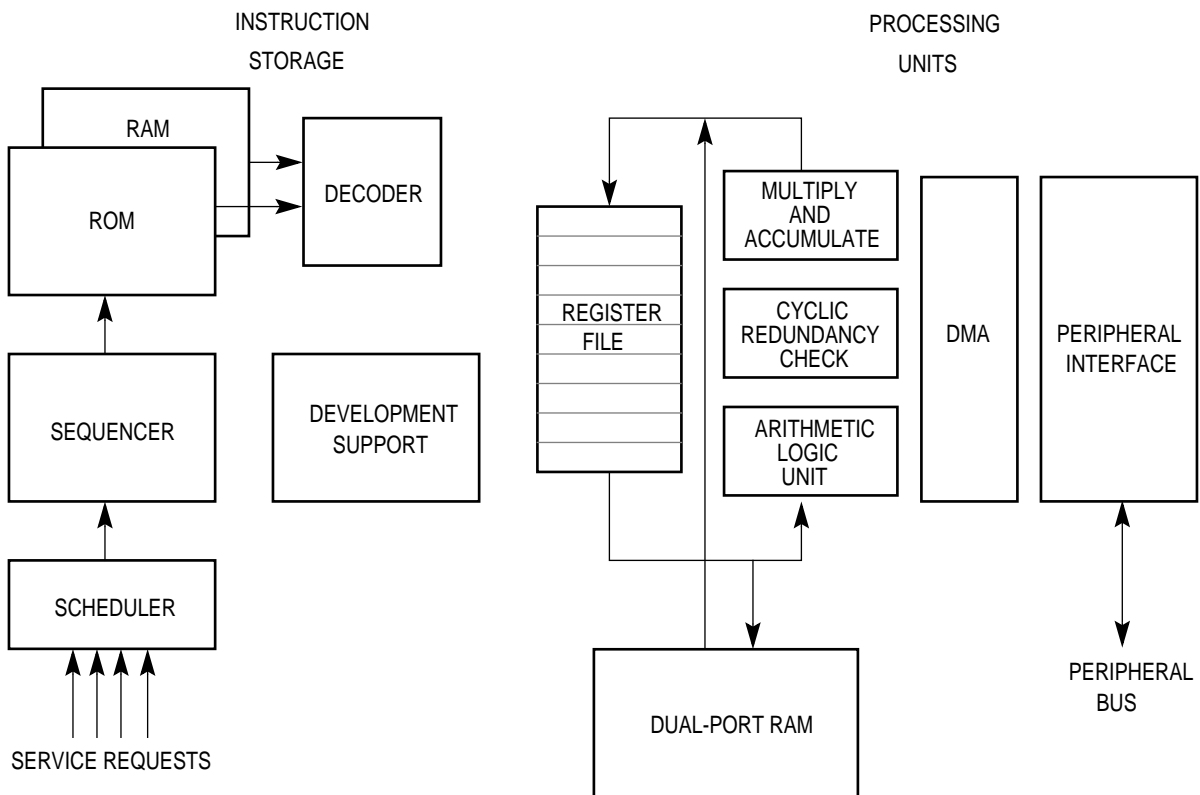 INSTRUCTION
STORAGE
RAM
ROM
DECODER
SEQUENCER
DEVELOPMENT
SUPPORT
SCHEDULER
SERVICE REQUESTS
PROCESSING
UNITS
REGISTER
FILE
MULTIPLY
AND
ACCUMULATE
CYCLIC
REDUNDANCY
CHECK
ARITHMETIC
LOGIC
UNIT
DMA
PERIPHERAL
INTERFACE
DUAL-PORT RAM
PERIPHERAL
BUS